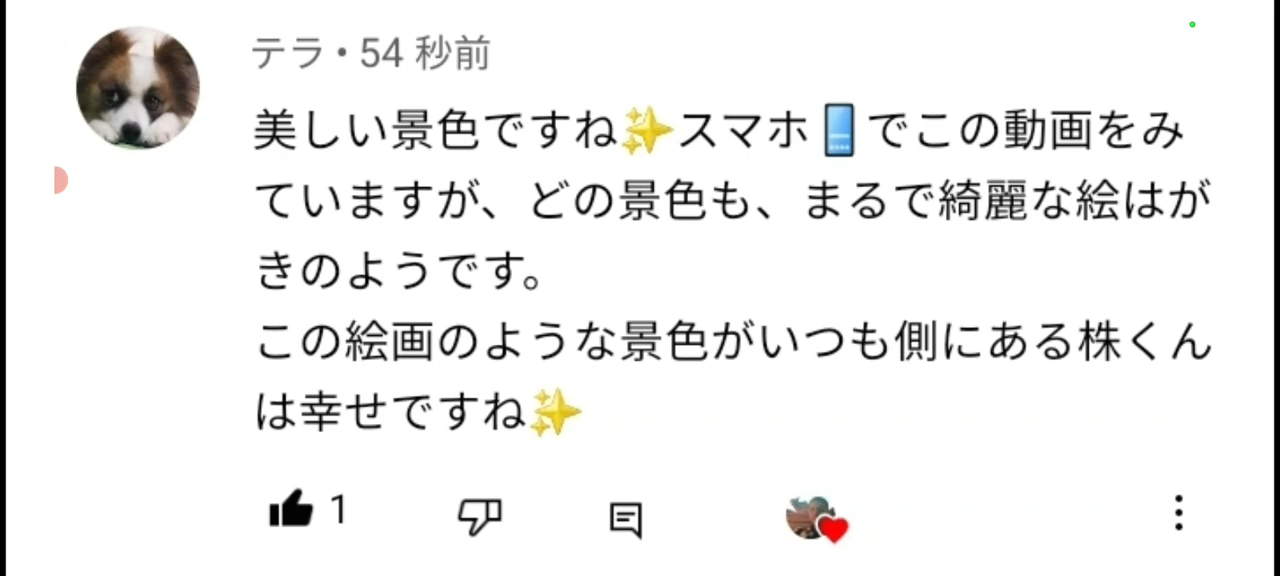 テラ • 54 秒前
美しい景色ですね✨スマホ📱でこの動画をみ
ていますが、どの景色も、まるで綺麗な絵はが
きのようです。
この絵画のような景色がいつも側にある株くん
は幸せですね✨
1